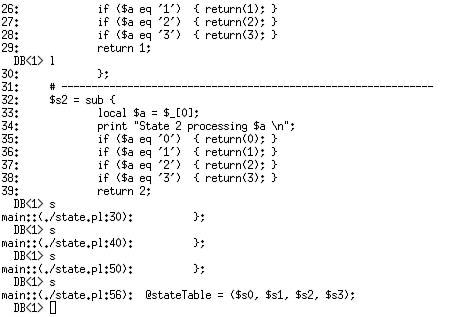 26:             if ($a eq '1')  { return(1); }
27:             if ($a eq '2')  { return(2); }
28:             if ($a eq '3')  { return(3); }
29:             return 1;
  DB<1> l
30:             };
31:     # ------------------------------------------------------
32:     $s2 = sub {
33:             local $a = $_[0];
34:             print "State 2 processing $a \n";
35:             if ($a eq '0')  { return(0); }
36:             if ($a eq '1')  { return(1); }
37:             if ($a eq '2')  { return(2); }
38:             if ($a eq '3')  { return(3); }
39:             return 2;
  DB<1> s
main::(./state.pl:30):          };
  DB<1> s
main::(./state.pl:40):          };
  DB<1> s
main::(./state.pl:50):          };
  DB<1> s
main::(./state.pl:56):  @stateTable = ($s0, $s1, $s2, $s3);
  DB<1>